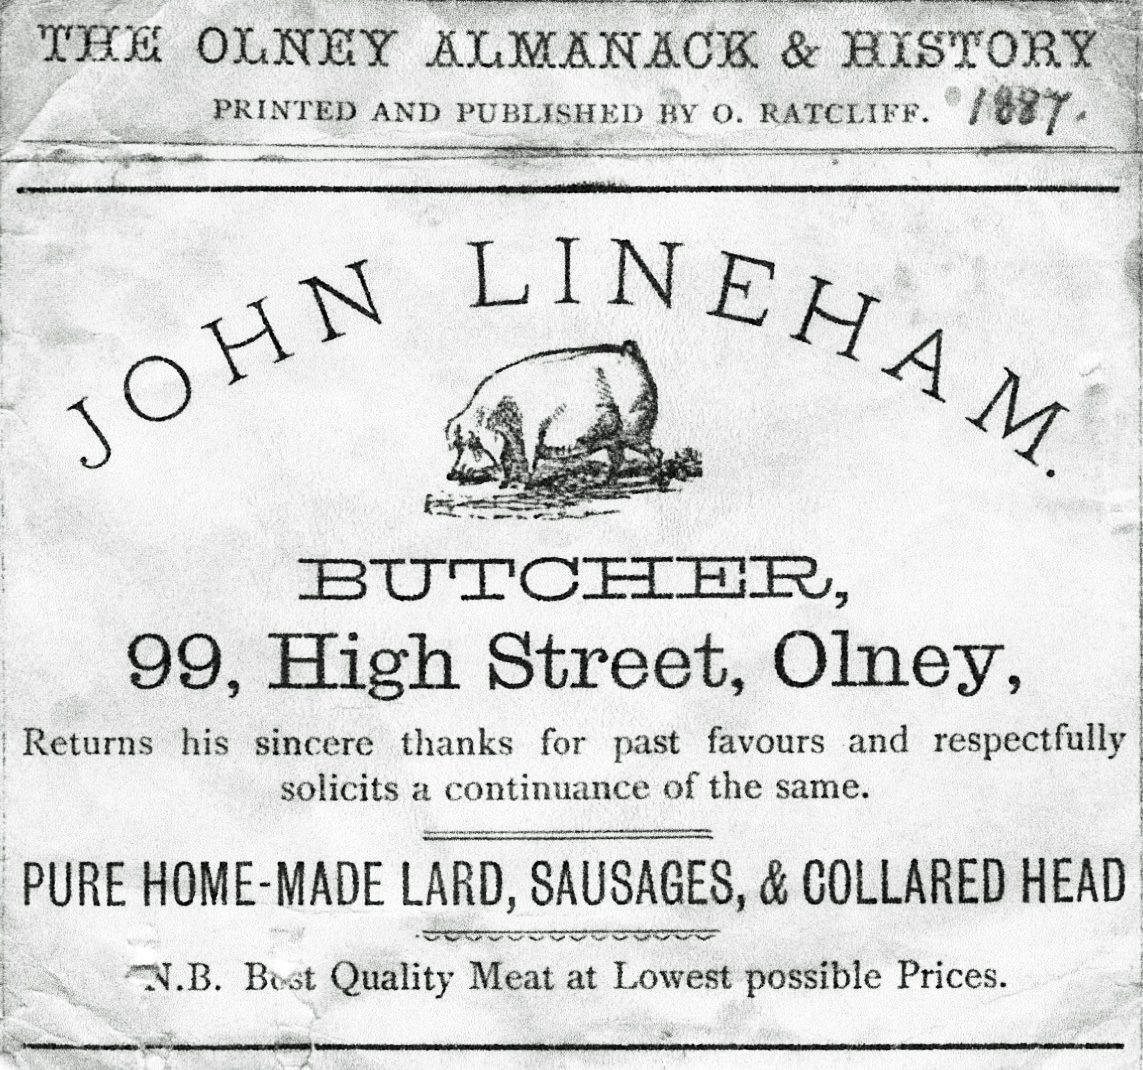 THE OLNEY ALMANACK & HISTORY
PRINTED AND PUBLISHED BY O. RATCLIFF. 1887.
JOHN LINEHAM.
BUTCHER,
99, High Street, Olney,
Returns his sincere thanks for past favours and respectfully
solicits a continuance of the same.
PURE HOME-MADE LARD, SAUSAGES, & COLLARED HEAD
N.B. Best Quality Meat at Lowest possible Prices.